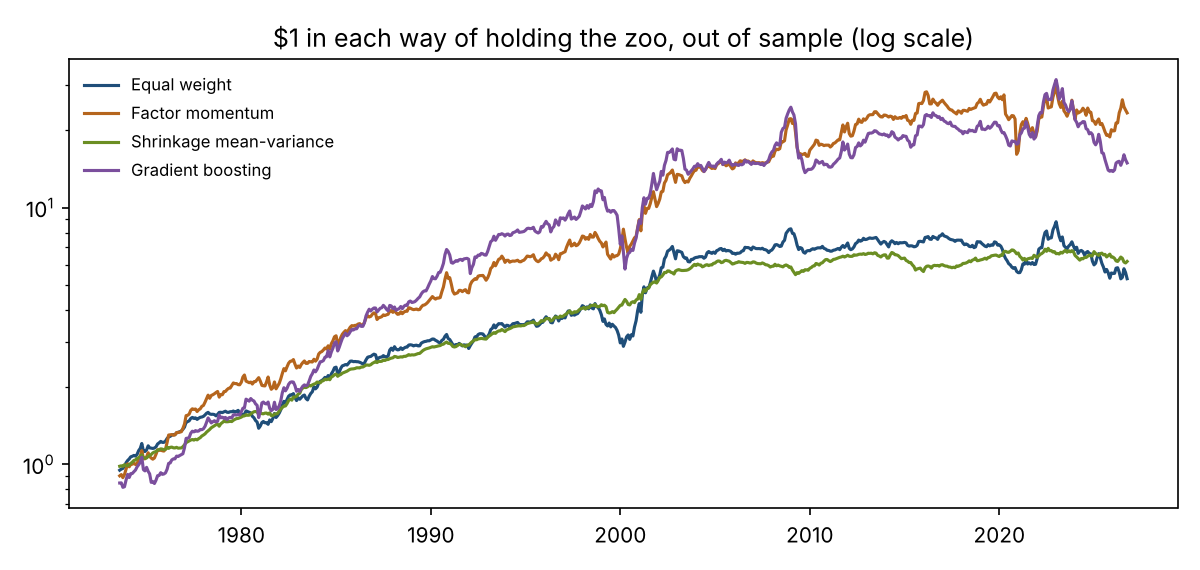 $1 in each way of holding the zoo, out of sample (log scale)
Equal weight
Factor momentum
Shrinkage mean-variance
Gradient boosting
10¹
10⁰
1980 1990 2000 2010 2020